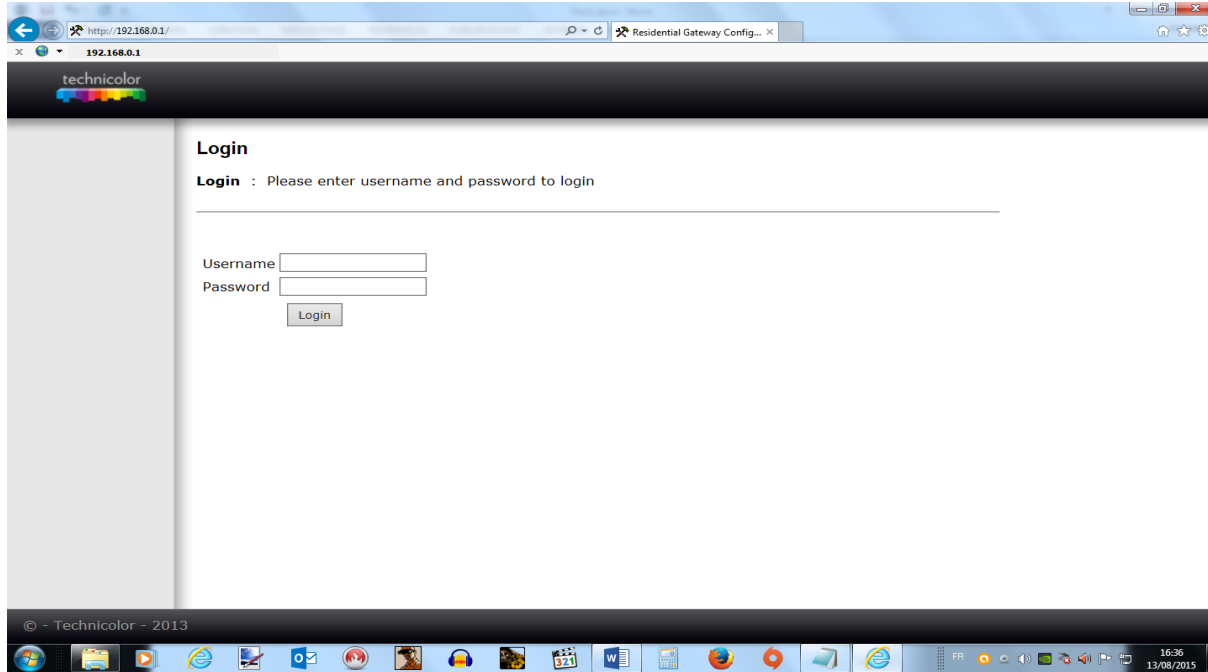 http://192.168.0.1/
Residential Gateway Config...
192.168.0.1
technicolor
Login
Login : Please enter username and password to login
Username
Password
Login
© - Technicolor - 2013
321
FR
16:36
13/08/2015